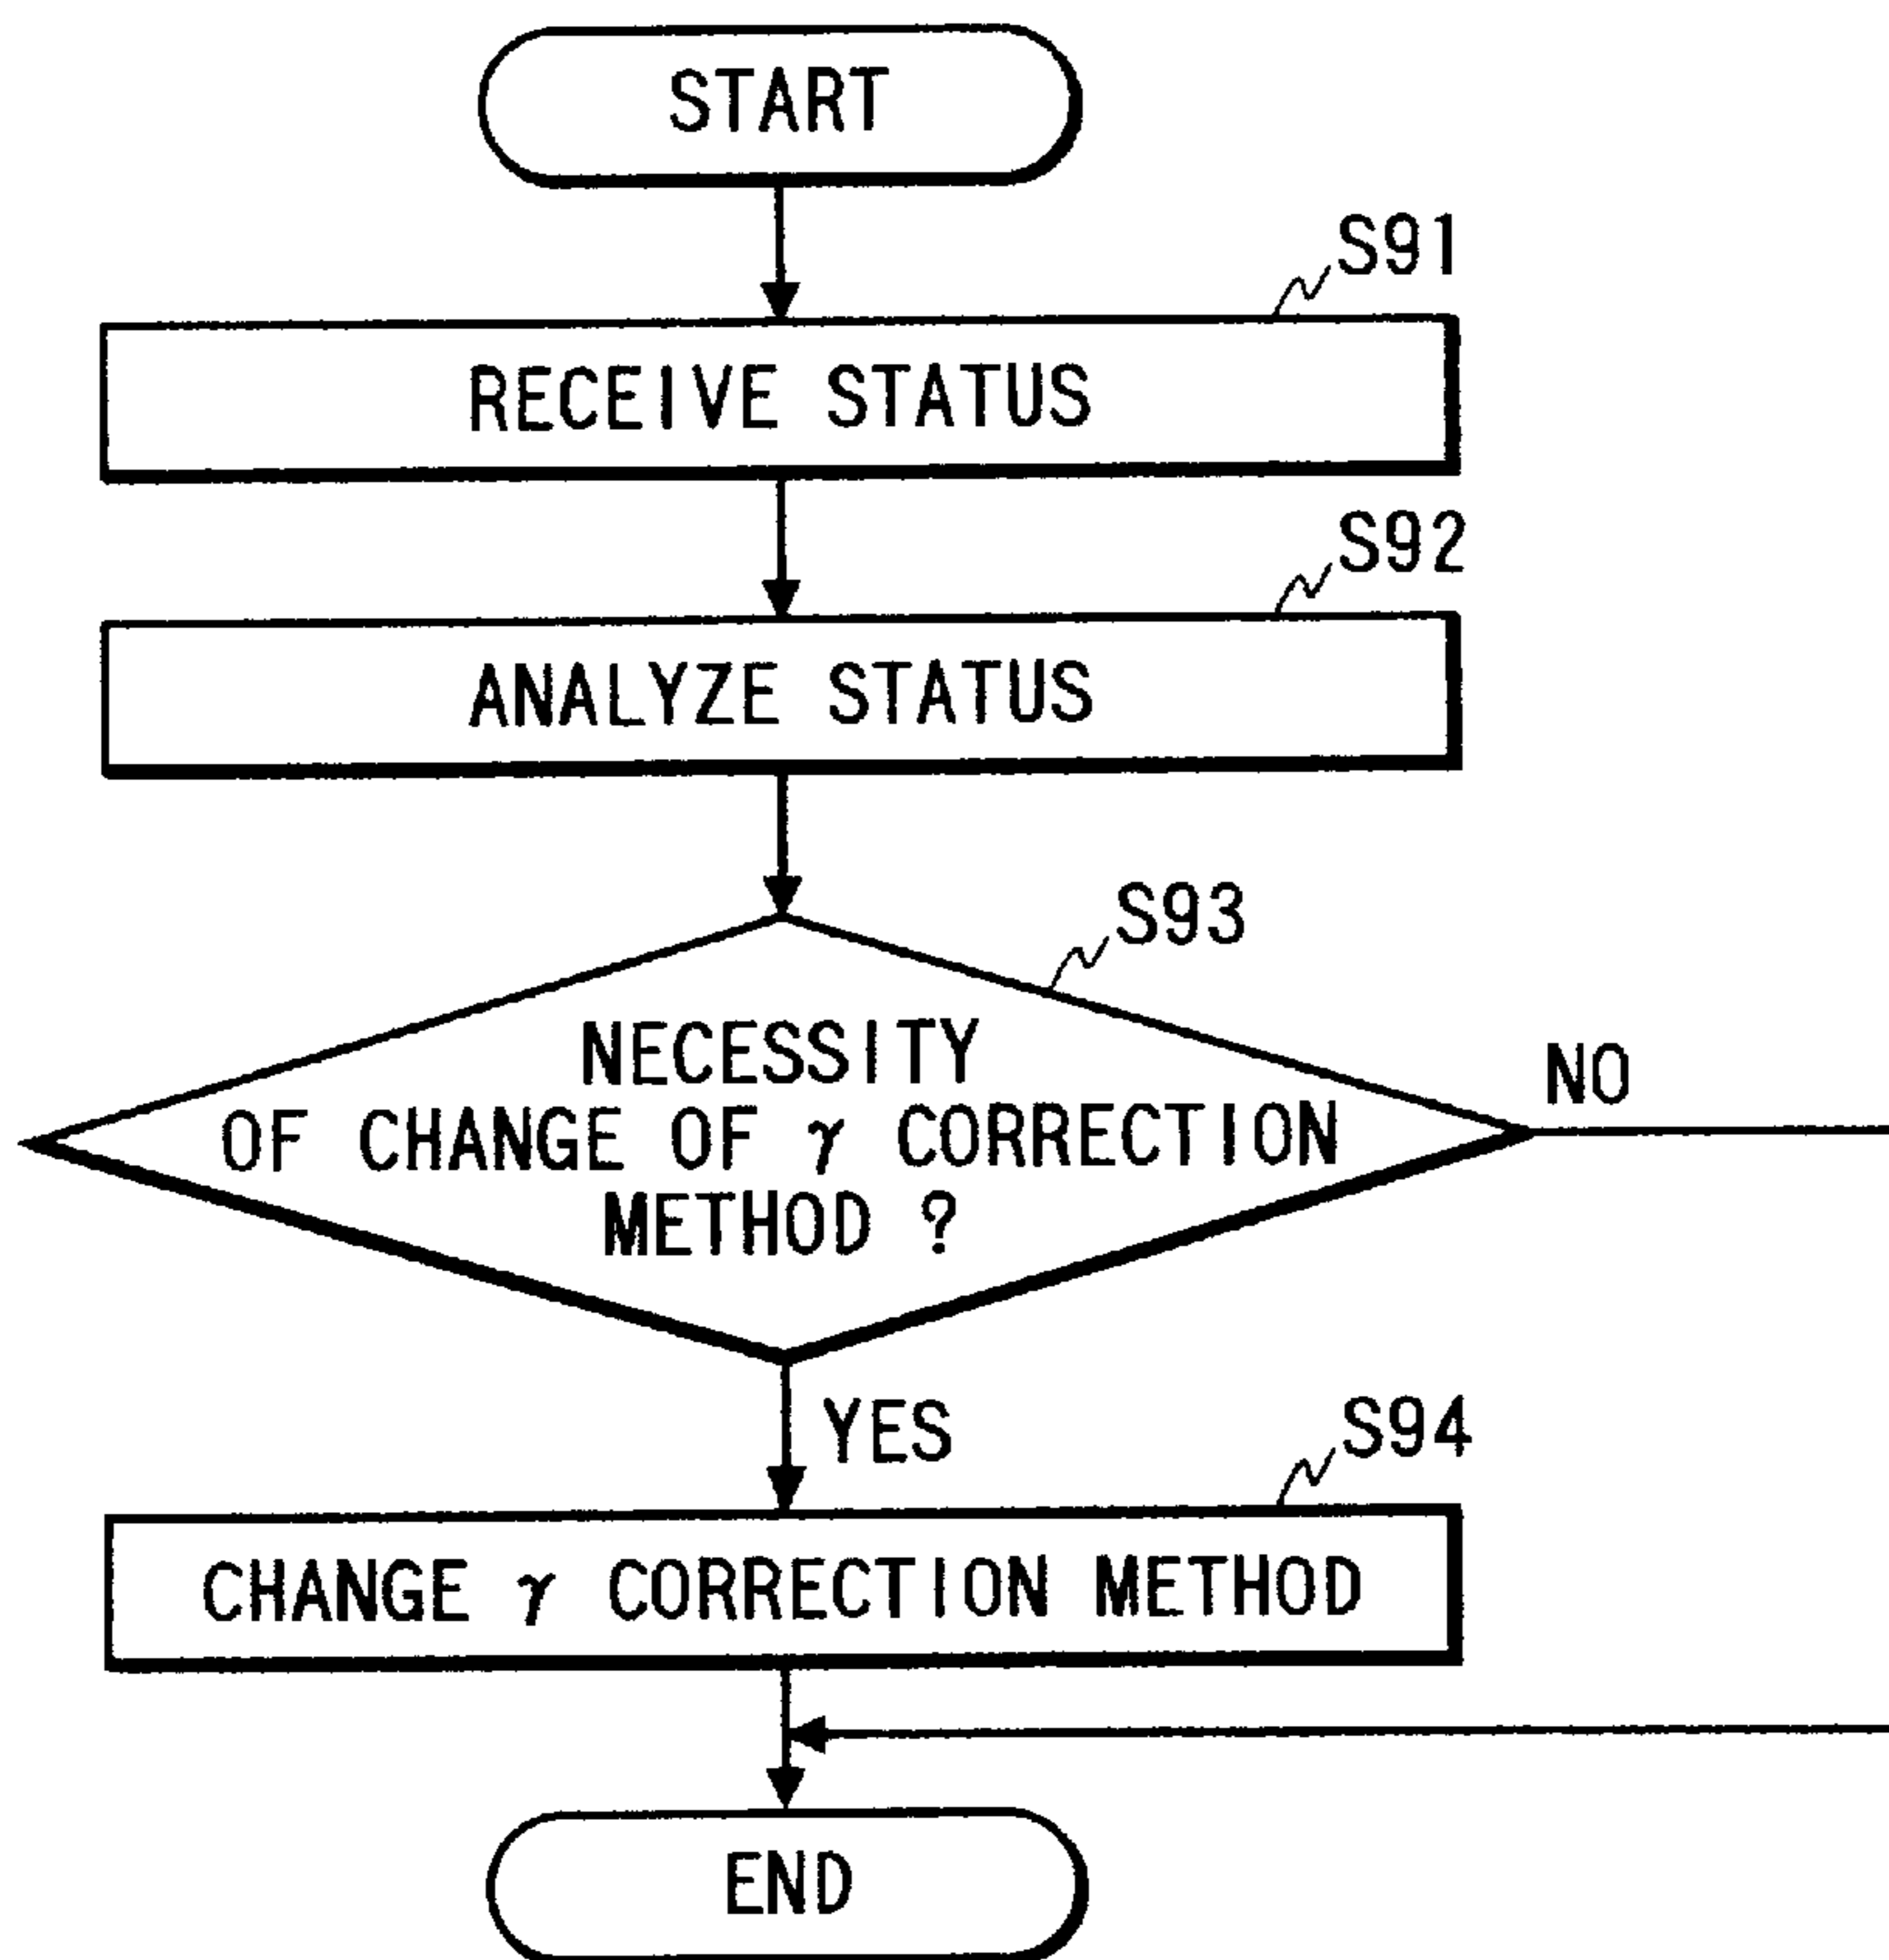 START
S91
RECEIVE STATUS
S92
ANALYZE STATUS
S93
NECESSITY
OF CHANGE OF γ CORRECTION
METHOD ?
NO
YES
S94
CHANGE γ CORRECTION METHOD
END